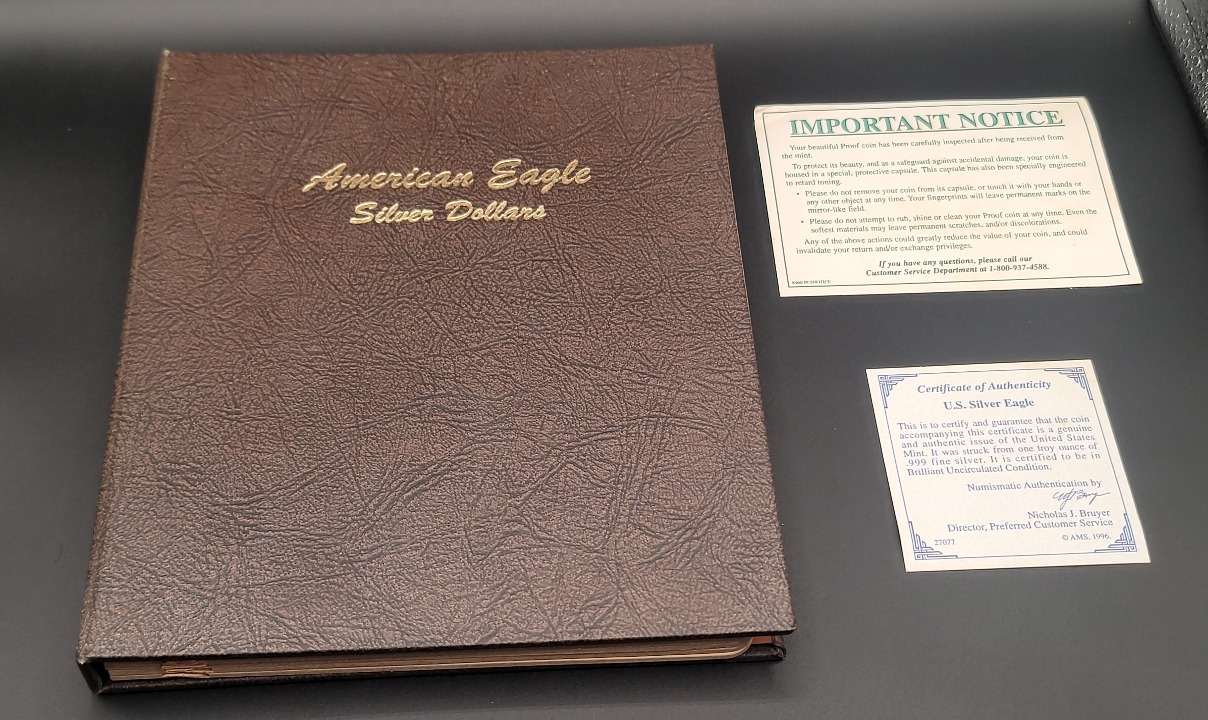 American Eagle
Silver Dollars
IMPORTANT NOTICE
Your beautiful Proof coin has been carefully inspected after being received from
the mint.
To protect its beauty, and as a safeguard against accidental damage, your coin is
housed in a special, protective capsule. This capsule has also been specially engineered
to retard toning.
• Please do not remove your coin from its capsule, or touch it with your hands or
any other object at any time. Your fingerprints will leave permanent marks on the
mirror-like field.
• Please do not attempt to rub, shine or clean your Proof coin at any time. Even the
softest materials may leave permanent scratches, and/or discolorations.
Any of the above actions could greatly reduce the value of your coin, and could
invalidate your return and/or exchange privileges.
If you have any questions, please call our
Customer Service Department at 1-800-937-4588.
Certificate of Authenticity
U.S. Silver Eagle
This is to certify and guarantee that the coin
accompanying this certificate is a genuine
and authentic issue of the United States
Mint. It was struck from one troy ounce of
.999 fine silver. It is certified to be in
Brilliant Uncirculated Condition.
Numismatic Authentication by
Nicholas J. Bruyer
Director, Preferred Customer Service
27077
© AMS, 1996.